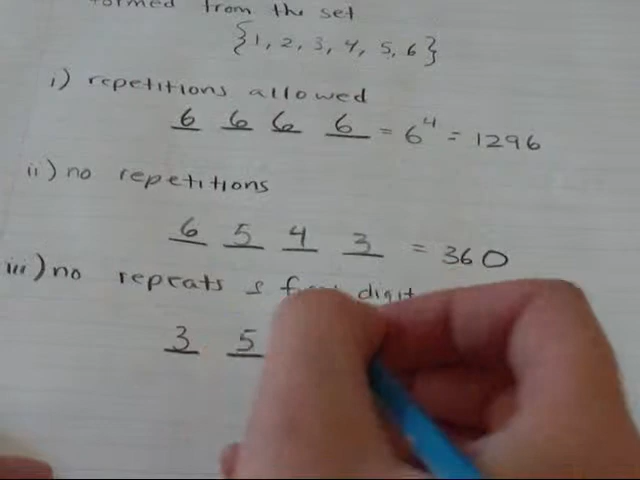 formed from the set
{1, 2, 3, 4, 5, 6}
i) repetitions allowed
6 6 6 6 = 6⁴ = 1296
ii) no repetitions
6 5 4 3 = 360
iii) no repeats & digit
3 5